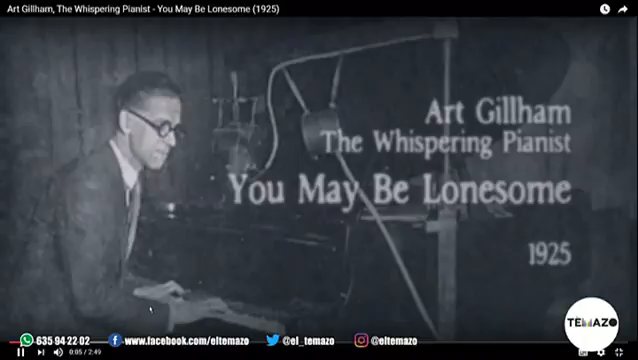 Art Gillham, The Whispering Pianist - You May Be Lonesome (1925)
Art Gillham
The Whispering Pianist
You May Be Lonesome
1925
TEMAZO
635 94 22 02
www.facebook.com/eltemazo
@el_temazo
@eltemazo
0:05 / 2:49